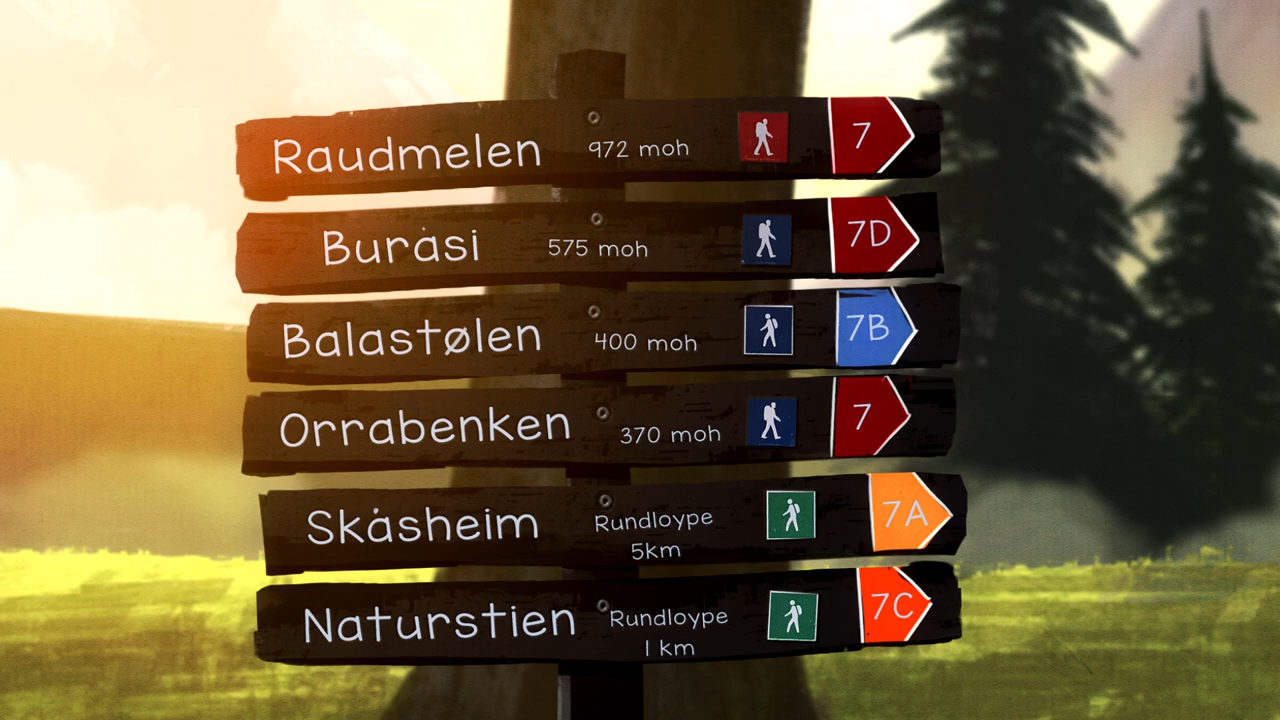 Raudmelen 972 moh 7
Buråsi 575 moh 7D
Balastølen 400 moh 7B
Orrabenken 370 moh 7
Skåsheim Rundloype 5km 7A
Naturstien Rundloype 1 km 7C